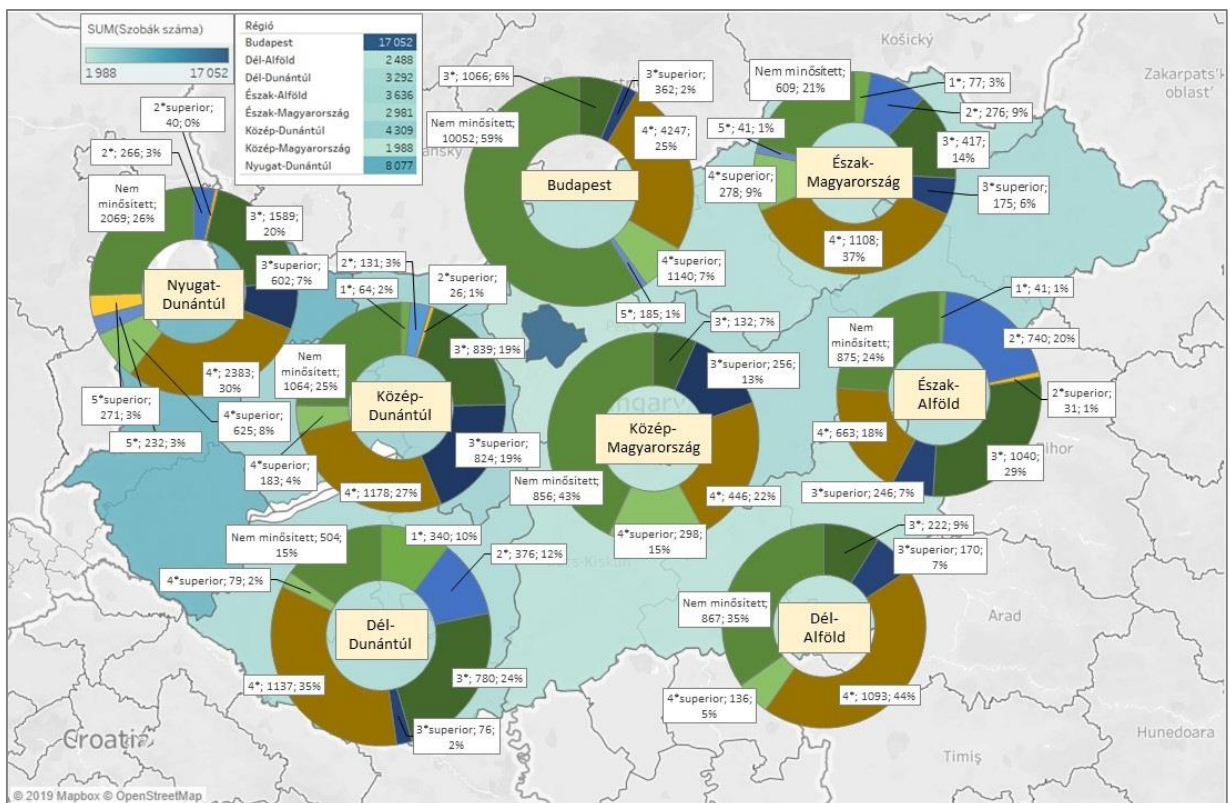 SUM(Szobák száma)
1 988 17 052
Régió
Budapest 17 052
Dél-Alföld 2 488
Dél-Dunántúl 3 292
Észak-Alföld 3 636
Észak-Magyarország 2 981
Közép-Dunántúl 4 309
Közép-Magyarország 1 988
Nyugat-Dunántúl 8 077
Košický
Zakarpats'k
oblast'
2*superior;
40; 0%
2*; 266; 3%
Nem
minősített;
2069; 26%
3*; 1589;
20%
3*superior;
602; 7%
Nyugat-
Dunántúl
4*; 2383;
30%
5*superior;
271; 3%
4*superior;
625; 8%
5*; 232; 3%
3*; 1066; 6%
3*superior;
362; 2%
Nem minősített;
10052; 59%
4*; 4247;
25%
Budapest
4*superior;
1140; 7%
5*; 185; 1%
Nem minősített;
609; 21%
1*; 77; 3%
2*; 276; 9%
5*; 41; 1%
3*; 417;
14%
Észak-
Magyarország
4*superior;
278; 9%
3*superior;
175; 6%
4*; 1108;
37%
2*; 131; 3%
2*superior;
26; 1%
1*; 64; 2%
3*; 839; 19%
Nem
minősített;
1064; 25%
Közép-
Dunántúl
3*superior;
824; 19%
4*superior;
183; 4%
4*; 1178; 27%
3*; 132; 7%
3*superior; 256;
13%
Közép-
Magyarország
Nem minősített;
856; 43%
4*; 446; 22%
4*superior; 298;
15%
1*; 41; 1%
Nem minősített;
875; 24%
2*; 740; 20%
Észak-
Alföld
2*superior;
31; 1%
4*; 663; 18%
3*; 1040;
29%
3*superior; 246; 7%
Nem minősített; 504;
15%
1*; 340; 10%
2*; 376; 12%
4*superior; 79; 2%
Dél-
Dunántúl
4*; 1137; 35%
3*; 780; 24%
3*superior; 76;
2%
3*; 222; 9%
3*superior; 170;
7%
Nem minősített;
867; 35%
Dél-
Alföld
4*superior; 136;
5%
4*; 1093; 44%
Arad
Croatia
Timiș
Hunedoara
© 2019 Mapbox © OpenStreetMap